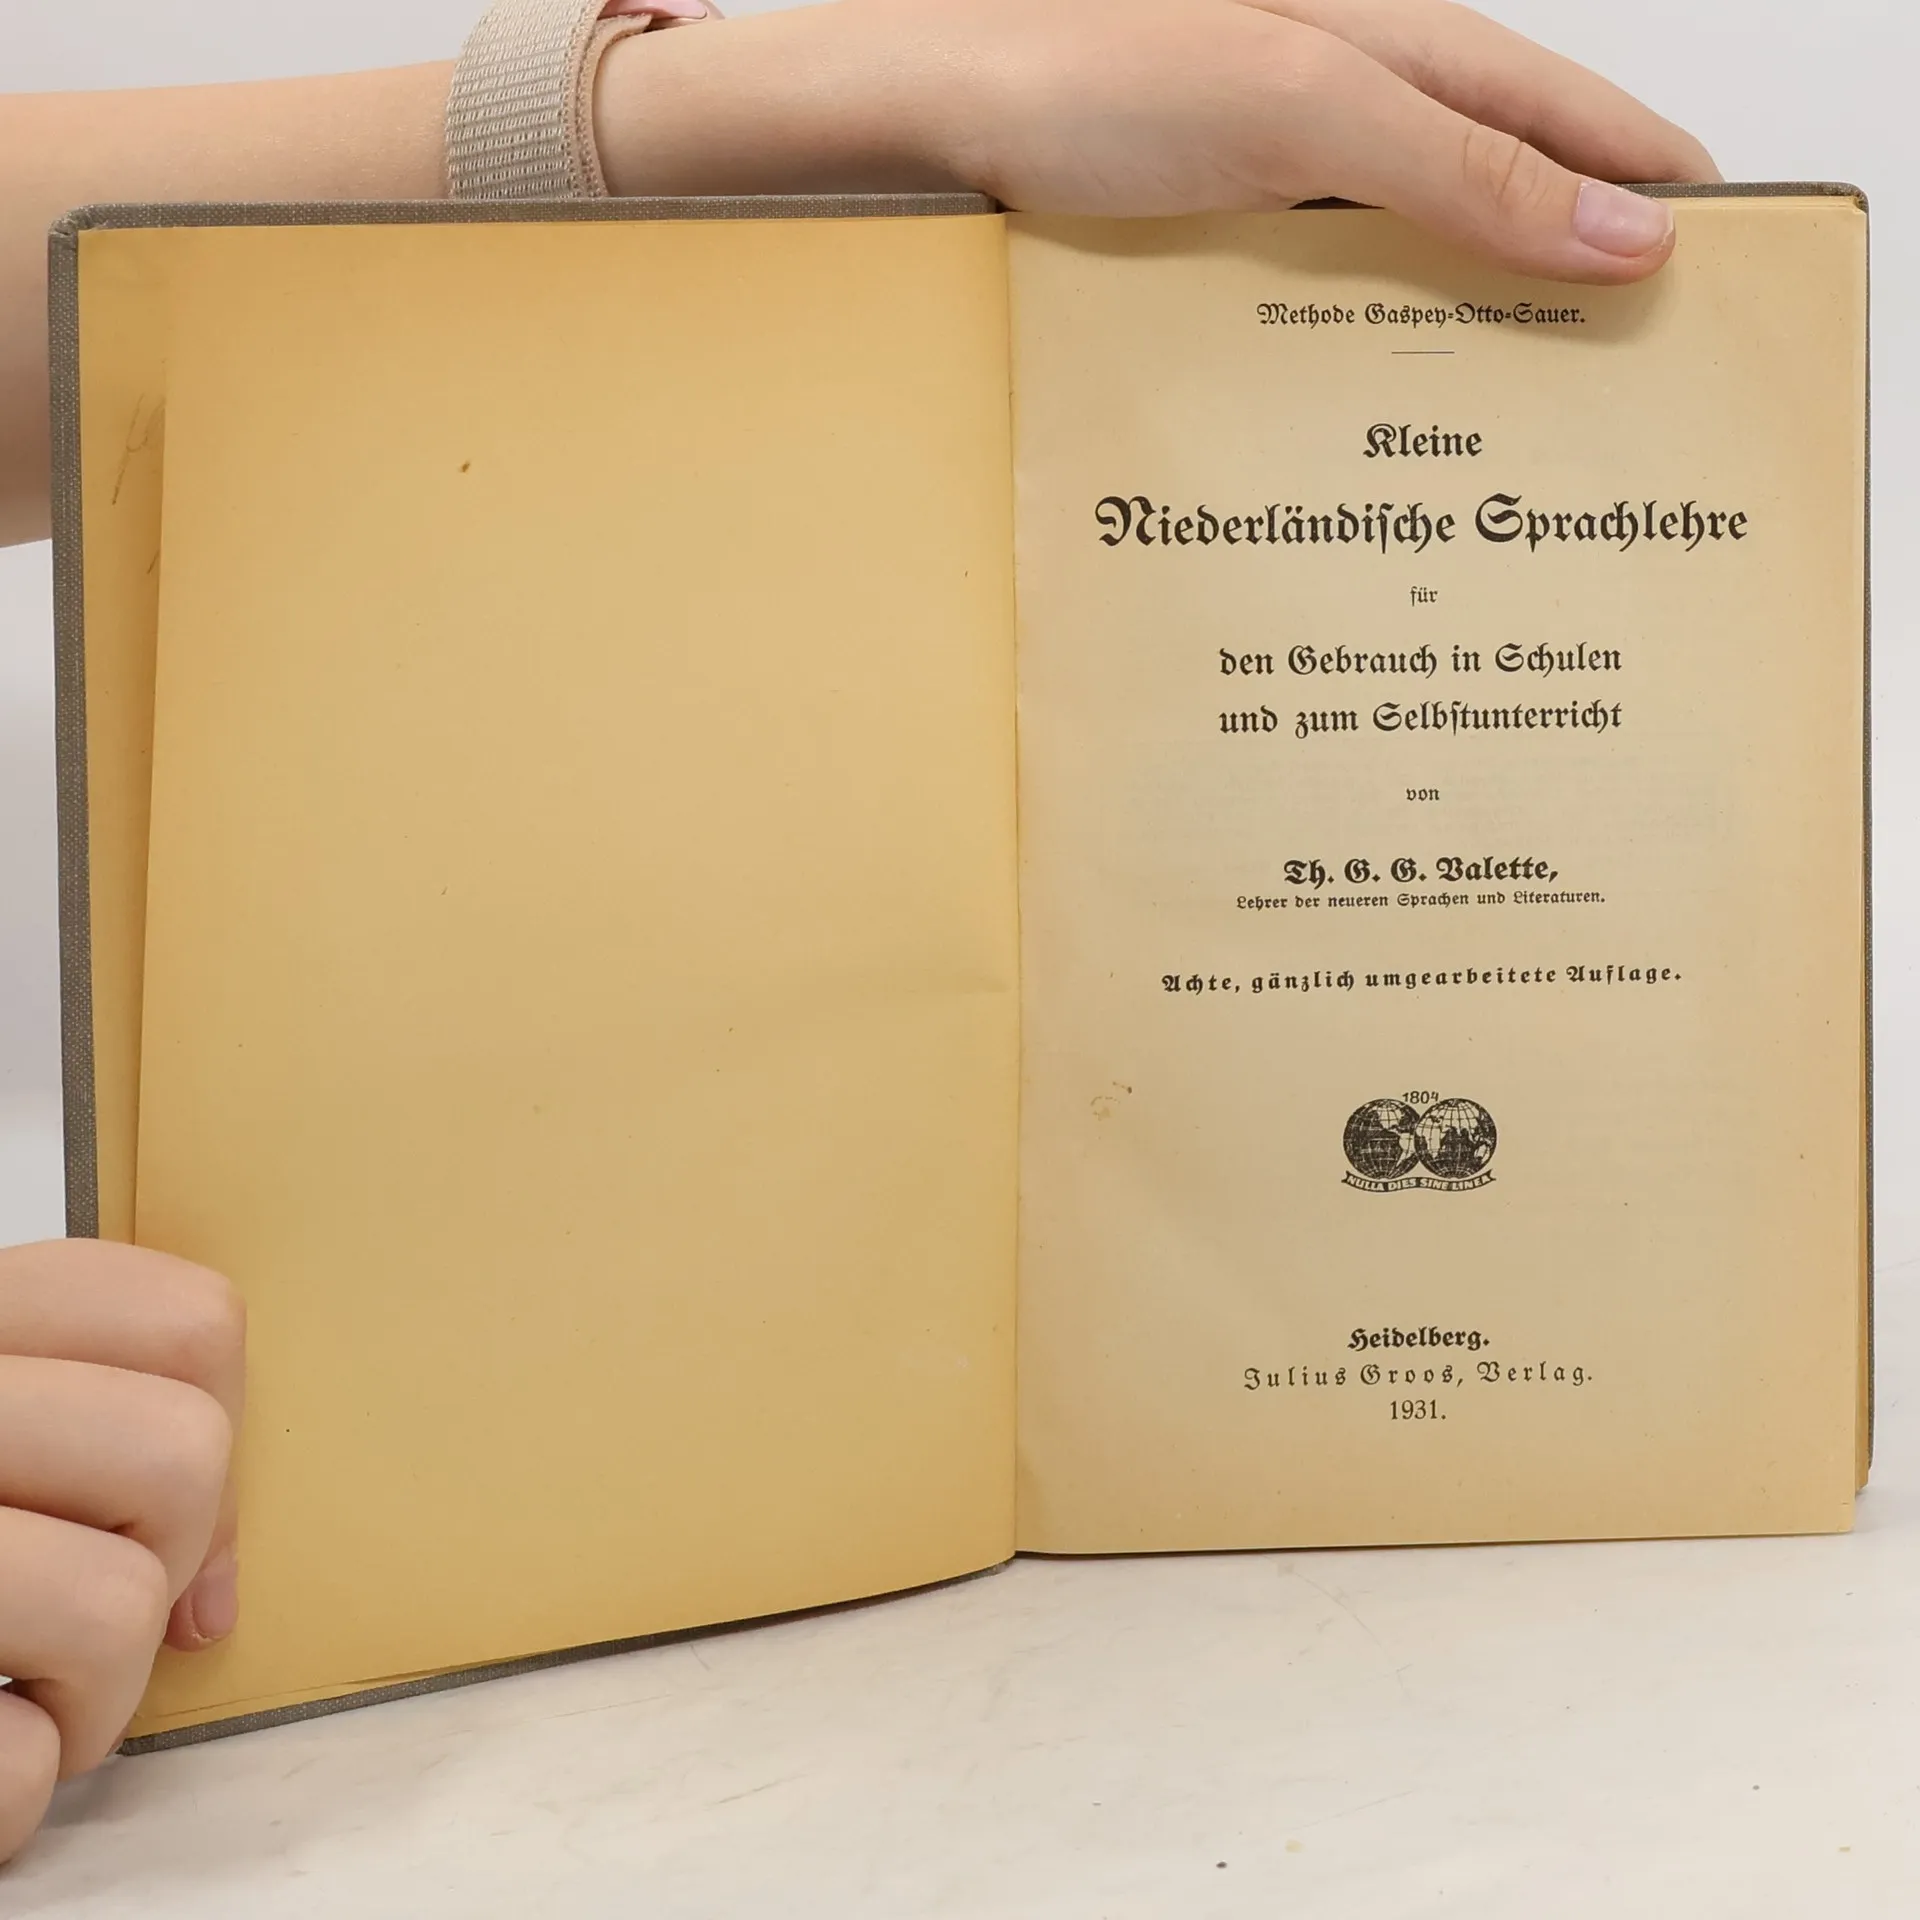 Methode Gaspey-Otto-Sauer.
Kleine
Niederländiſche Sprachlehre
für
den Gebrauch in Schulen
und zum Selbſtunterricht
von
Th. G. G. Valette,
Lehrer der neueren Sprachen und Literaturen.
Achte, gänzlich umgearbeitete Auflage.
1804
NULLA DIES SINE LINEA
Heidelberg.
Julius Groos, Verlag.
1931.